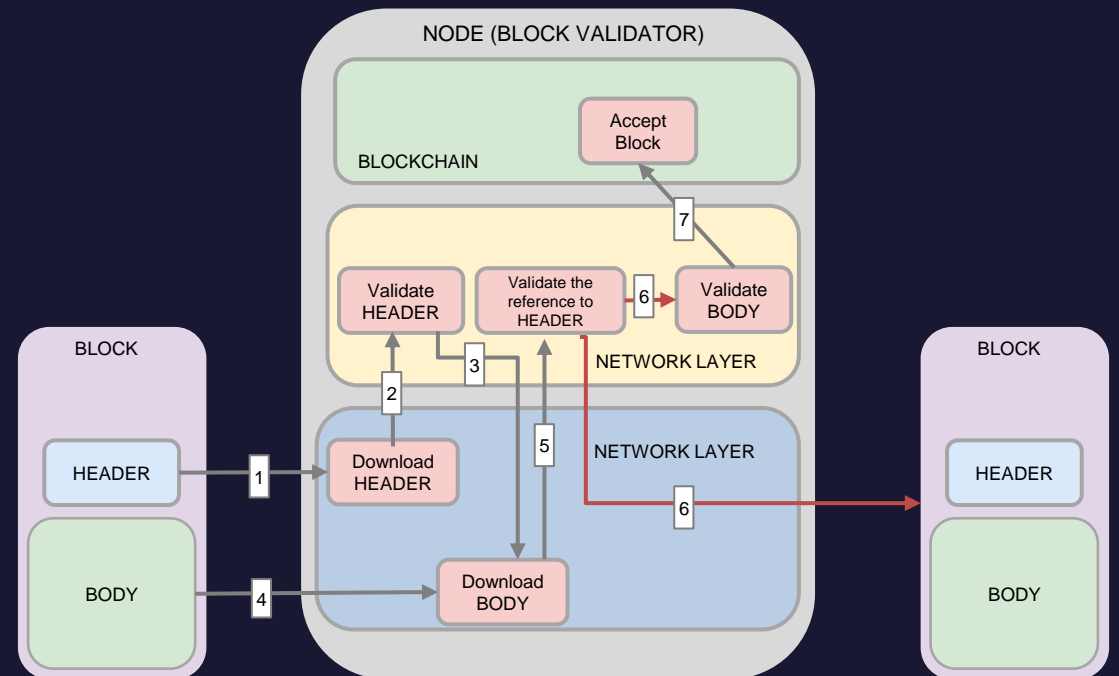 NODE (BLOCK VALIDATOR)
Accept
Block
BLOCKCHAIN
7
Validate
HEADER
Validate the
reference to
HEADER
6
Validate
BODY
3
NETWORK LAYER
2
BLOCK
HEADER
1
BODY
4
Download
HEADER
5
NETWORK LAYER
6
Download
BODY
BLOCK
HEADER
BODY